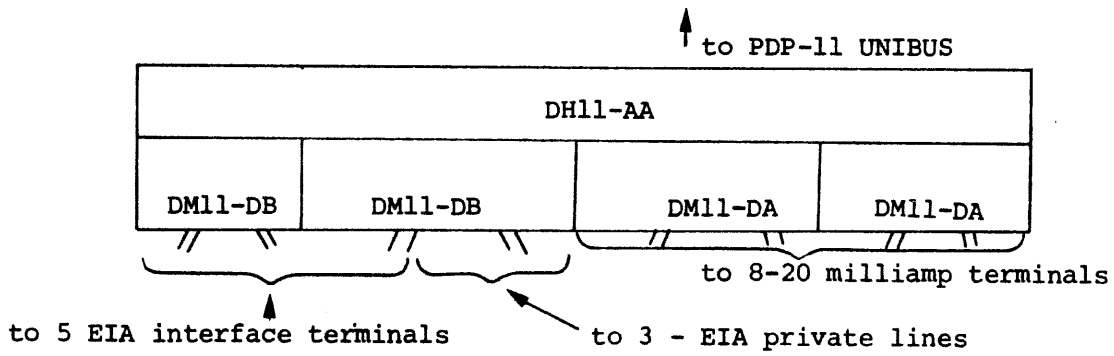 to PDP-11 UNIBUS
DH11-AA
DM11-DB
DM11-DB
DM11-DA
DM11-DA
to 8-20 milliamp terminals
to 5 EIA interface terminals
to 3 - EIA private lines